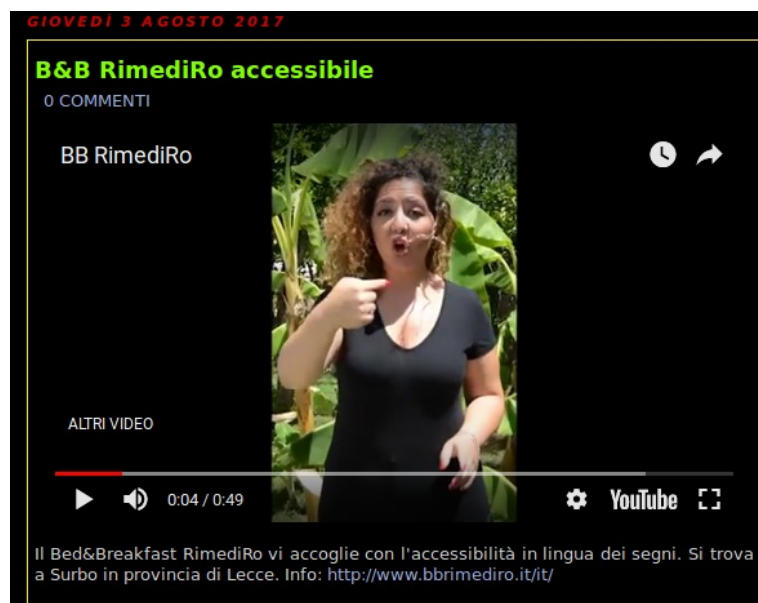 GIOVEDÌ 3 AGOSTO 2017
B&B RimediRo accessibile
0 COMMENTI
BB RimediRo
ALTRI VIDEO
0:04 / 0:49
YouTube
Il Bed&Breakfast RimediRo vi accoglie con l'accessibilità in lingua dei segni. Si trova
a Surbo in provincia di Lecce. Info: http://www.bbrimediro.it/it/